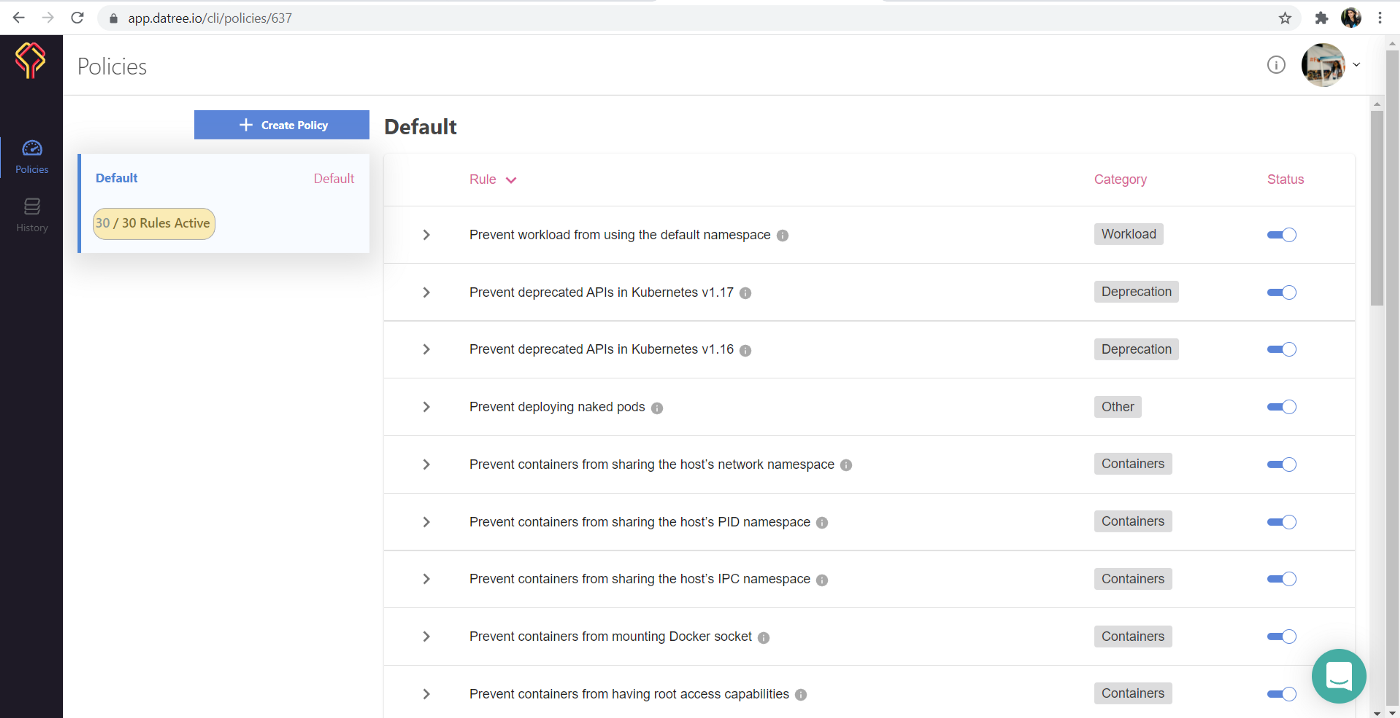 app.datree.io/cli/policies/637
Policies
Create Policy
Default
Policies
Default
Default
30 / 30 Rules Active
History
Rule
Category
Status
Prevent workload from using the default namespace
Workload
Prevent deprecated APIs in Kubernetes v1.17
Deprecation
Prevent deprecated APIs in Kubernetes v1.16
Deprecation
Prevent deploying naked pods
Other
Prevent containers from sharing the host’s network namespace
Containers
Prevent containers from sharing the host’s PID namespace
Containers
Prevent containers from sharing the host’s IPC namespace
Containers
Prevent containers from mounting Docker socket
Containers
Prevent containers from having root access capabilities
Containers